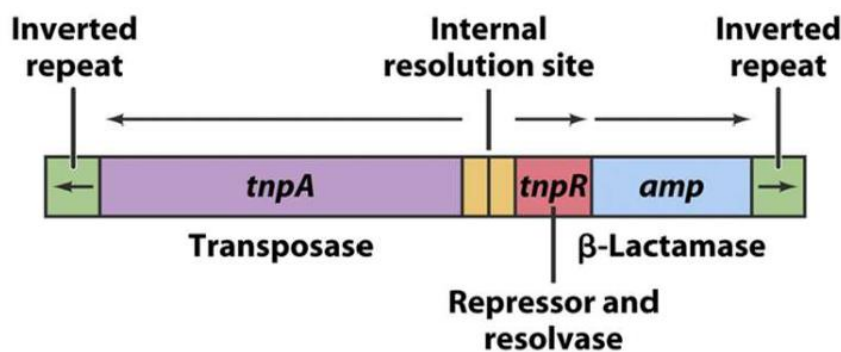 Inverted
repeat
Internal
resolution site
Inverted
repeat
tnpA
tnpR
amp
Transposase
β-Lactamase
Repressor and
resolvase